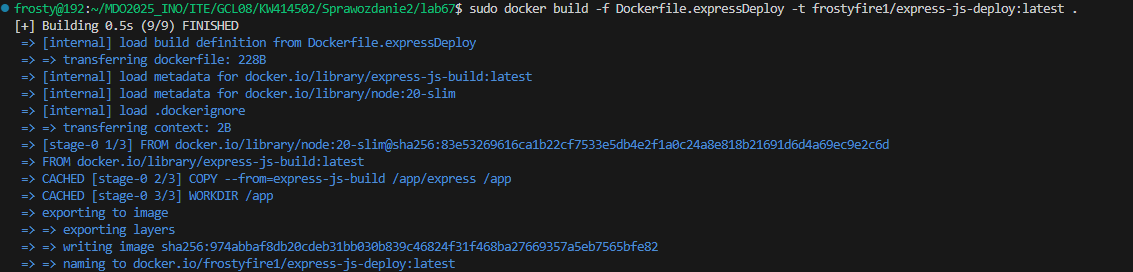 frosty@192:~/MDO2025_INO/ITE/GCL08/KW414502/Sprawozdanie2/lab67$ sudo docker build -f Dockerfile.expressDeploy -t frostyfire1/express-js-deploy:latest .
[+] Building 0.5s (9/9) FINISHED
=> [internal] load build definition from Dockerfile.expressDeploy
=> => transferring dockerfile: 228B
=> [internal] load metadata for docker.io/library/express-js-build:latest
=> [internal] load metadata for docker.io/library/node:20-slim
=> [internal] load .dockerignore
=> => transferring context: 2B
=> [stage-0 1/3] FROM docker.io/library/node:20-slim@sha256:83e53269616ca1b22cf7533e5db4e2f1a0c24a8e818b21691d6d4a69ec9e2c6d
=> FROM docker.io/library/express-js-build:latest
=> CACHED [stage-0 2/3] COPY --from=express-js-build /app/express /app
=> CACHED [stage-0 3/3] WORKDIR /app
=> exporting to image
=> => exporting layers
=> => writing image sha256:974abbaf8db20cdeb31bb030b839c46824f31f468ba27669357a5eb7565bfe82
=> => naming to docker.io/frostyfire1/express-js-deploy:latest